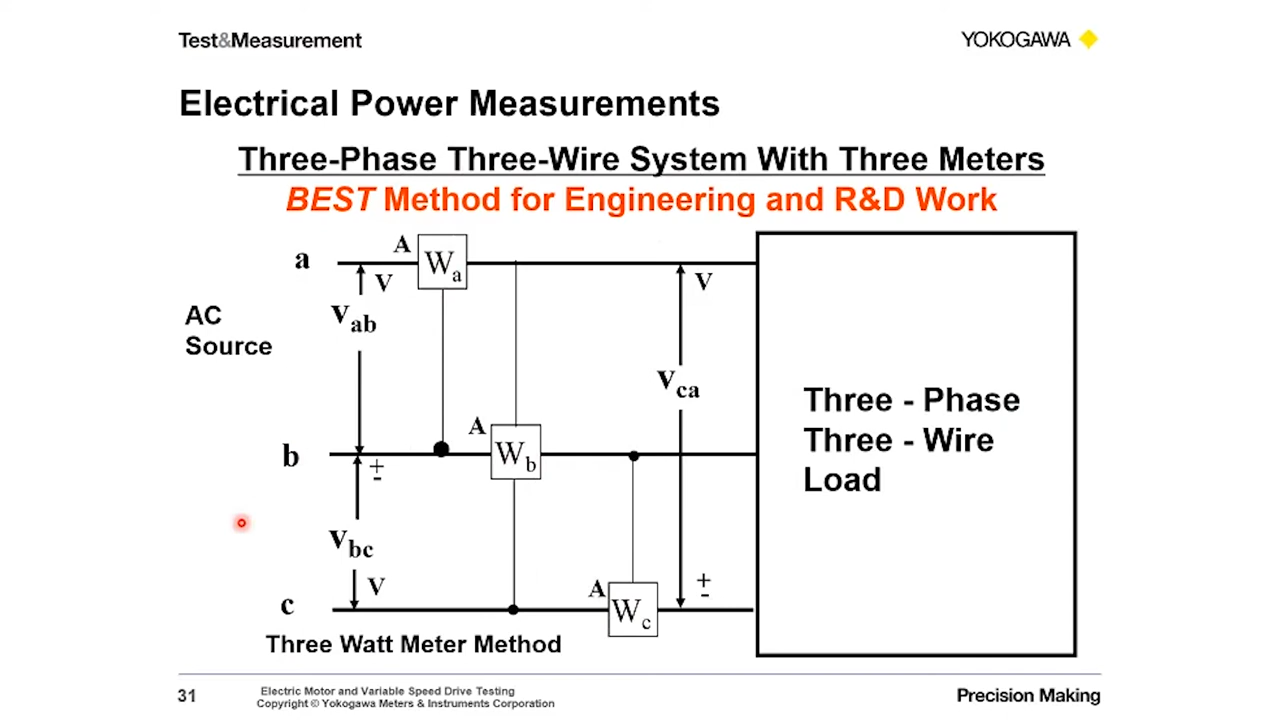 Test&Measurement
YOKOGAWA
Electrical Power Measurements
Three-Phase Three-Wire System With Three Meters
BEST Method for Engineering and R&D Work
a
A
Wa
V
V
AC
Source
vab
vca
Three - Phase
Three - Wire
Load
b
A
Wb
+
-
vbc
V
c
A
Wc
+
-
Three Watt Meter Method
31
Electric Motor and Variable Speed Drive Testing
Copyright © Yokogawa Meters & Instruments Corporation
Precision Making